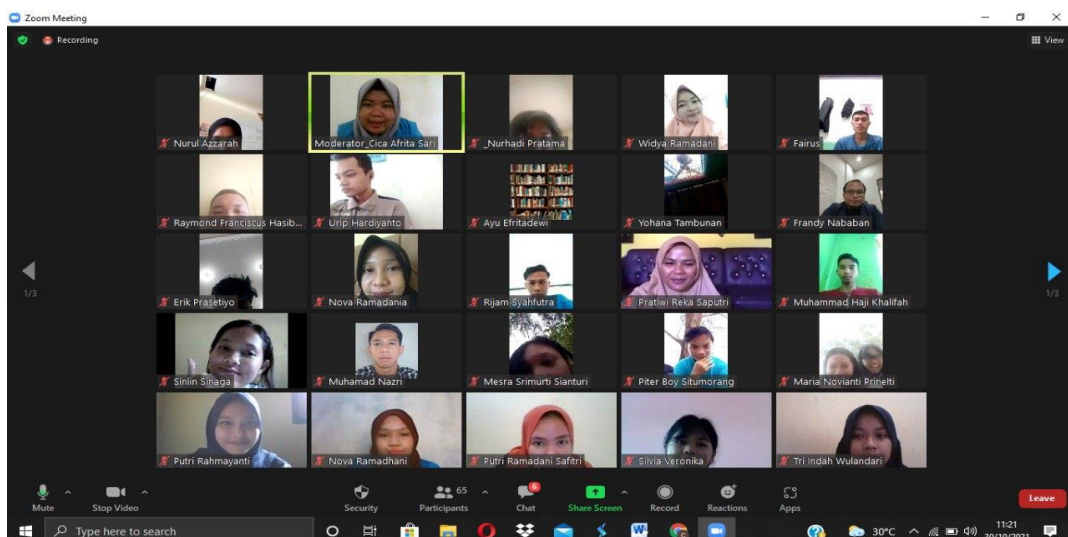 Zoom Meeting
Recording
View
Nurul Azzarah
Moderator_Cica Afrita Sari
_Nurhadi Pratama
Widya Ramadani
Fairus
Raymond Franciscus Hasib...
Urip Hardiyanto
Ayu Efritadewi
Yohana Tambunan
Frandy Nababan
1/3
Erik Prasetiyo
Nova Ramadania
Rijam Syahfutra
Pratiwi Reka Saputri
Muhammad Haji Khalifah
1/3
Sinlin Sinaga
Muhamad Nazri
Mesra Srimurti Sianturi
Piter Boy Situmorang
Maria Novianti Prinelti
Putri Rahmayanti
Nova Ramadhani
Putri Ramadani Safitri
Silvia Veronika
Tri Indah Wulandari
65
6
Mute
Stop Video
Security
Participants
Chat
Share Screen
Record
Reactions
Apps
Leave
Type here to search
30°C
11:21
30/10/2021